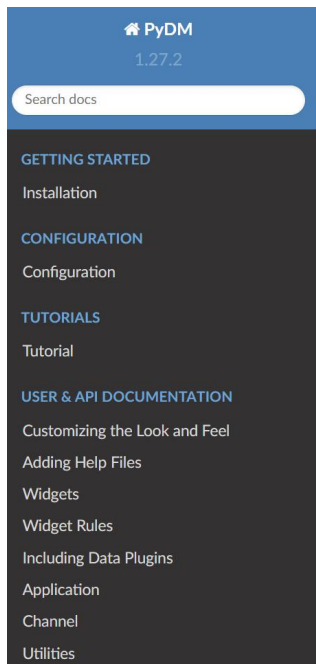 PyDM
1.27.2
Search docs
GETTING STARTED
Installation
CONFIGURATION
Configuration
TUTORIALS
Tutorial
USER & API DOCUMENTATION
Customizing the Look and Feel
Adding Help Files
Widgets
Widget Rules
Including Data Plugins
Application
Channel
Utilities